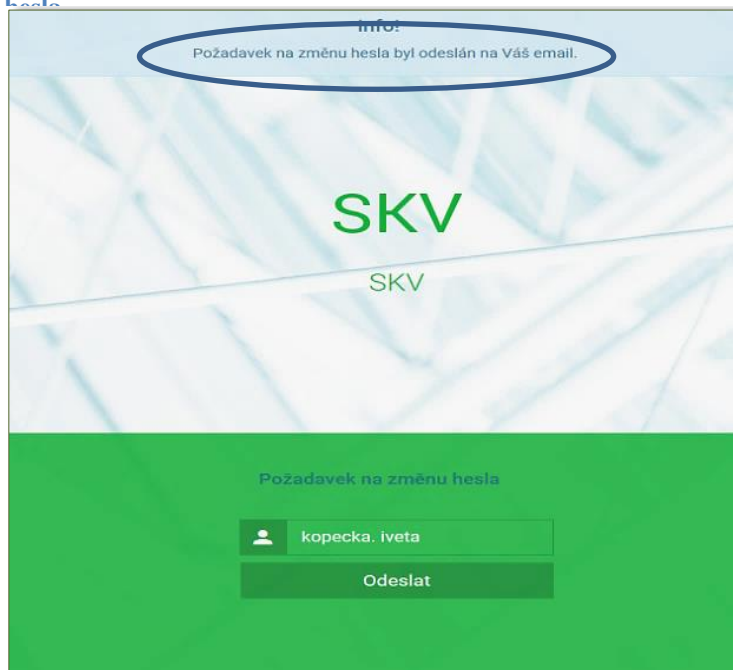 heslo
Info!
Požadavek na změnu hesla byl odeslán na Váš email.
SKV
SKV
Požadavek na změnu hesla
kopecka. iveta
Odeslat